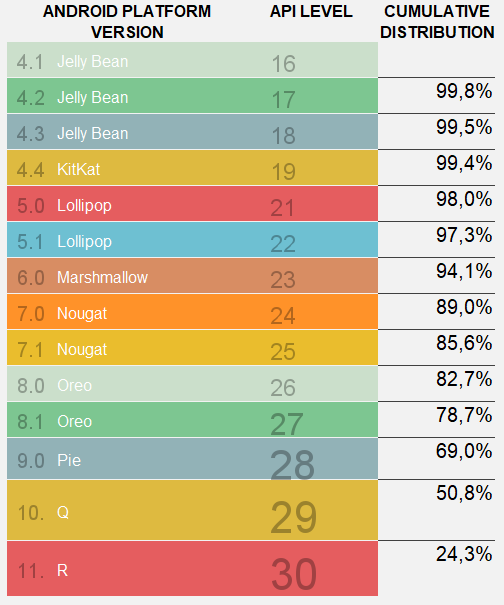 ANDROID PLATFORM VERSION API LEVEL CUMULATIVE DISTRIBUTION
4.1 Jelly Bean 16
4.2 Jelly Bean 17 99,8%
4.3 Jelly Bean 18 99,5%
4.4 KitKat 19 99,4%
5.0 Lollipop 21 98,0%
5.1 Lollipop 22 97,3%
6.0 Marshmallow 23 94,1%
7.0 Nougat 24 89,0%
7.1 Nougat 25 85,6%
8.0 Oreo 26 82,7%
8.1 Oreo 27 78,7%
9.0 Pie 28 69,0%
10. Q 29 50,8%
11. R 30 24,3%